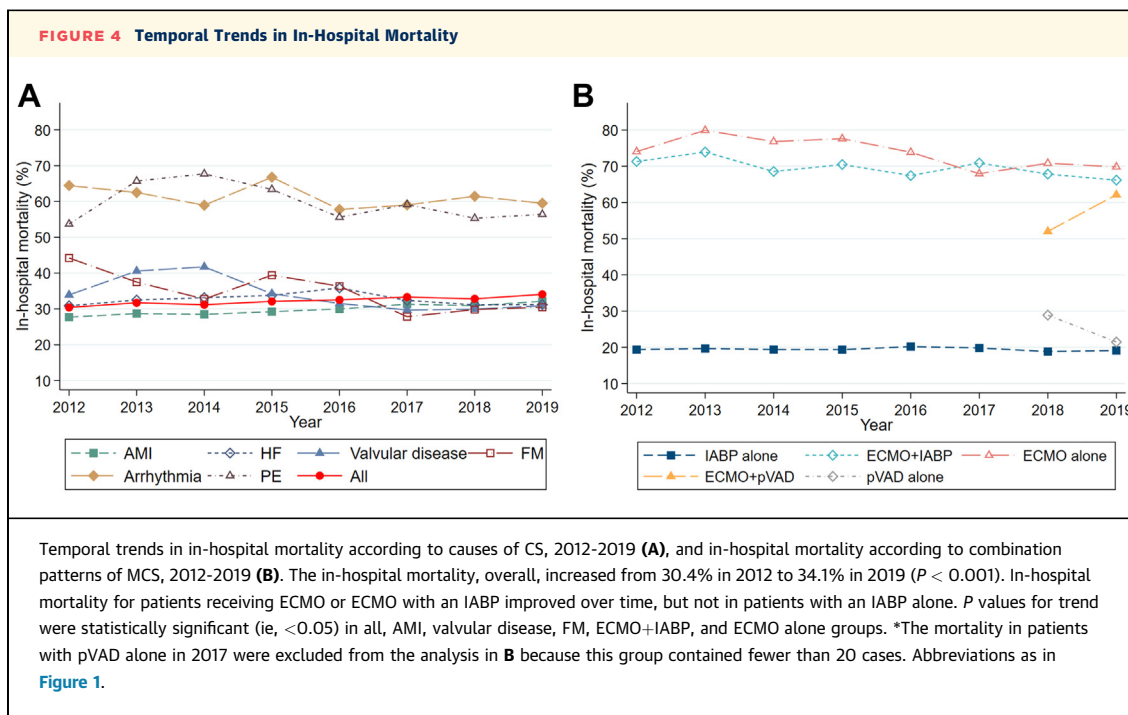 FIGURE 4 Temporal Trends in In-Hospital Mortality
A
In-hospital mortality (%)
80
70
60
50
40
30
20
10
2012 2013 2014 2015 2016 2017 2018 2019
Year
AMI HF Valvular disease FM
Arrhythmia PE All
B
In-hospital mortality (%)
80
70
60
50
40
30
20
10
2012 2013 2014 2015 2016 2017 2018 2019
Year
IABP alone ECMO+IABP ECMO alone
ECMO+pVAD pVAD alone
Temporal trends in in-hospital mortality according to causes of CS, 2012-2019 (A), and in-hospital mortality according to combination
patterns of MCS, 2012-2019 (B). The in-hospital mortality, overall, increased from 30.4% in 2012 to 34.1% in 2019 (P < 0.001). In-hospital
mortality for patients receiving ECMO or ECMO with an IABP improved over time, but not in patients with an IABP alone. P values for trend
were statistically significant (ie, <0.05) in all, AMI, valvular disease, FM, ECMO+IABP, and ECMO alone groups. *The mortality in patients
with pVAD alone in 2017 were excluded from the analysis in B because this group contained fewer than 20 cases. Abbreviations as in
Figure 1.